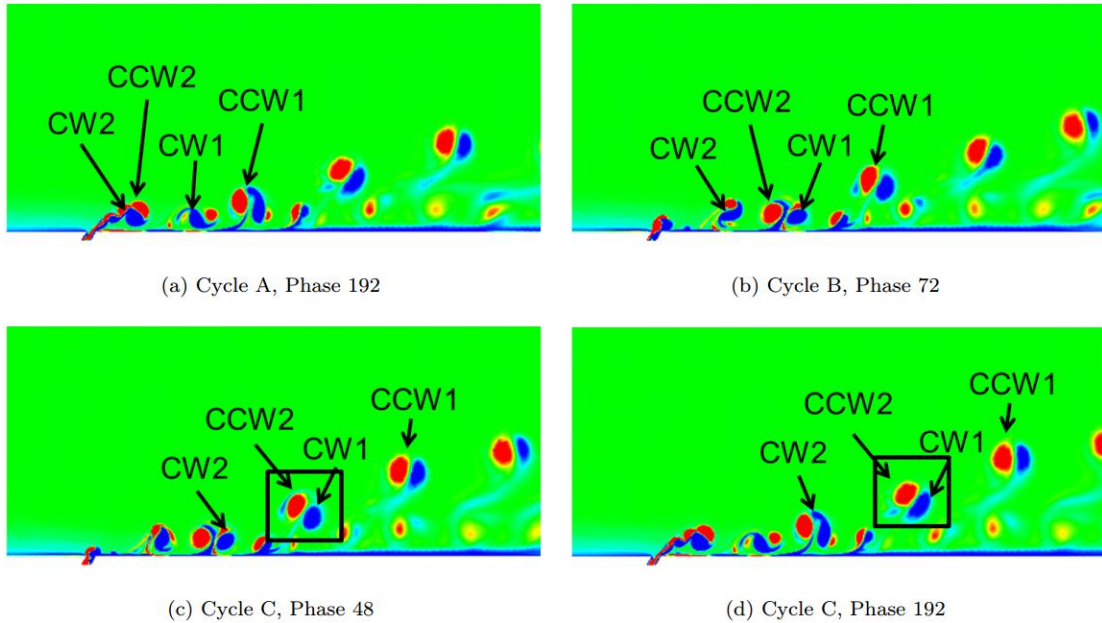 CCW2
CCW1
CW2
CW1
(a) Cycle A, Phase 192
CCW1
CCW2
CW2
CW1
(b) Cycle B, Phase 72
CCW1
CCW2
CW1
CW2
(c) Cycle C, Phase 48
CCW1
CCW2
CW1
CW2
(d) Cycle C, Phase 192